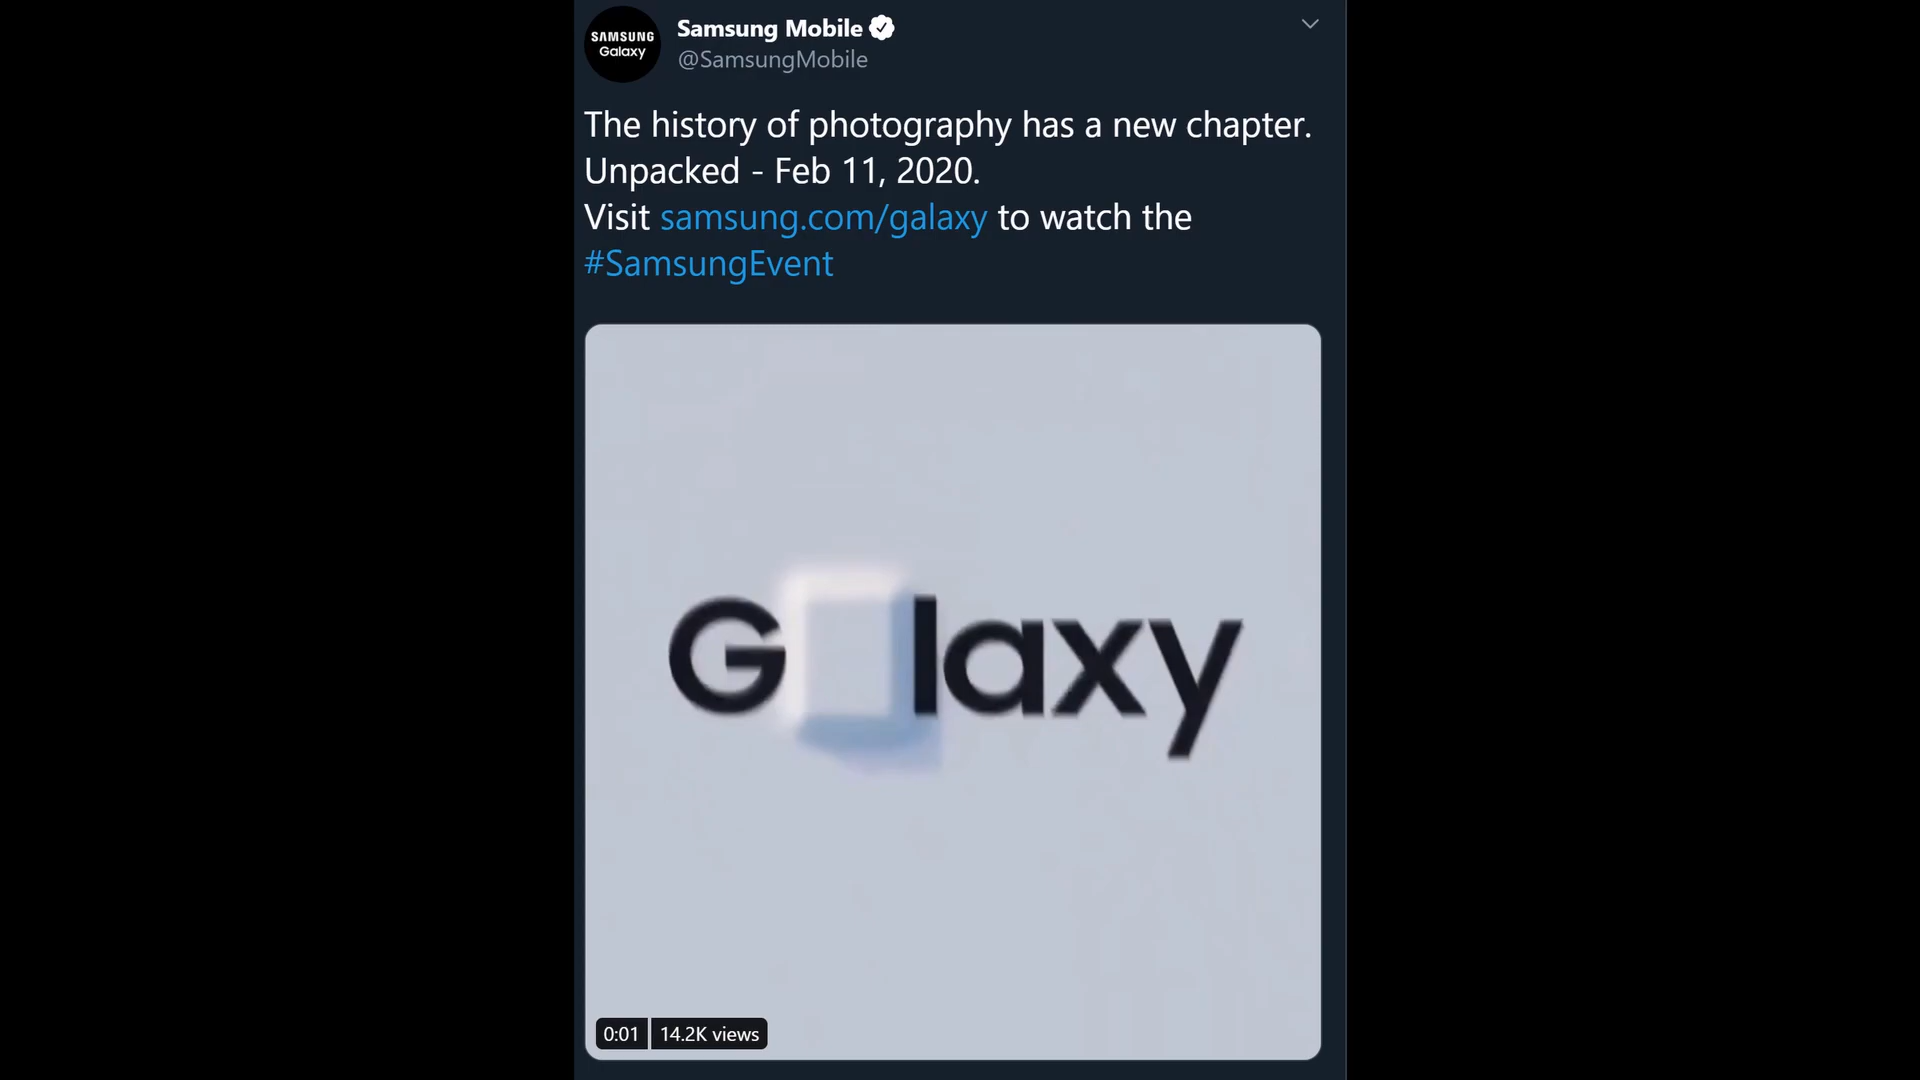 SAMSUNG
Galaxy
Samsung Mobile
@SamsungMobile
The history of photography has a new chapter.
Unpacked - Feb 11, 2020.
Visit samsung.com/galaxy to watch the
#SamsungEvent
G laxy
0:01
14.2K views